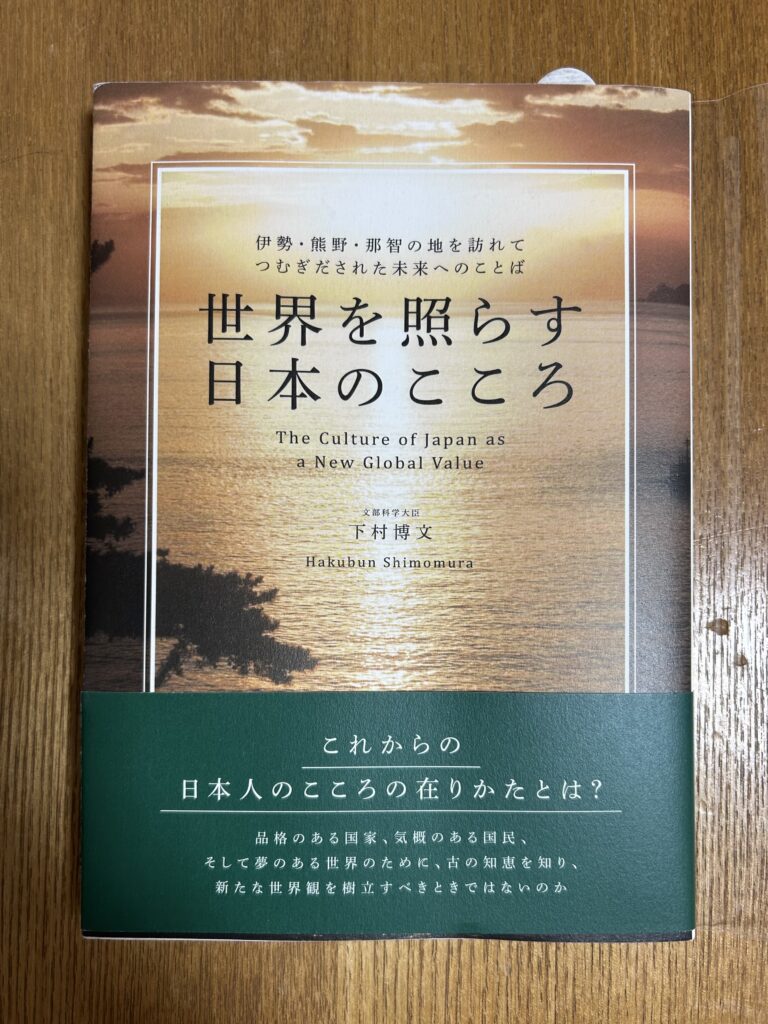 伊勢・熊野・那智の地を訪れて
つむぎだされた未来へのことば
世界を照らす
日本のこころ
The Culture of Japan as
a New Global Value
文部科学大臣
下村博文
Hakubun Shimomura
これからの
日本人のこころの在りかたとは?
品格のある国家、気概のある国民、
そして夢のある世界のために、古の知恵を知り、
新たな世界観を樹立すべきときではないのか